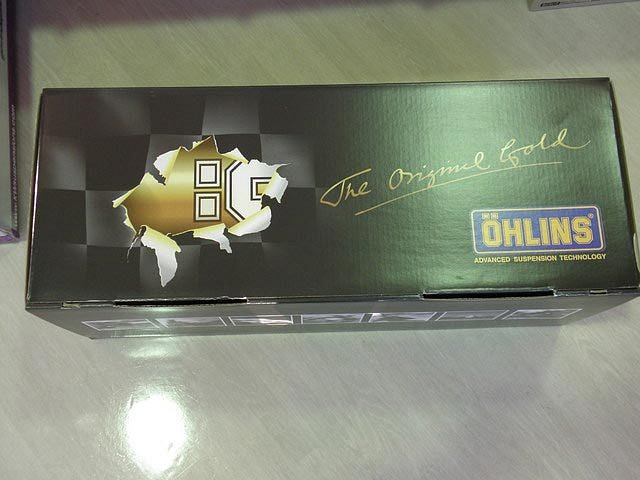 The Original Gold
ÖHLINS®
ADVANCED SUSPENSION TECHNOLOGY